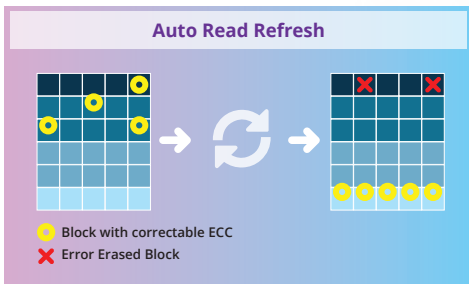 Auto Read Refresh
Block with correctable ECC
Error Erased Block